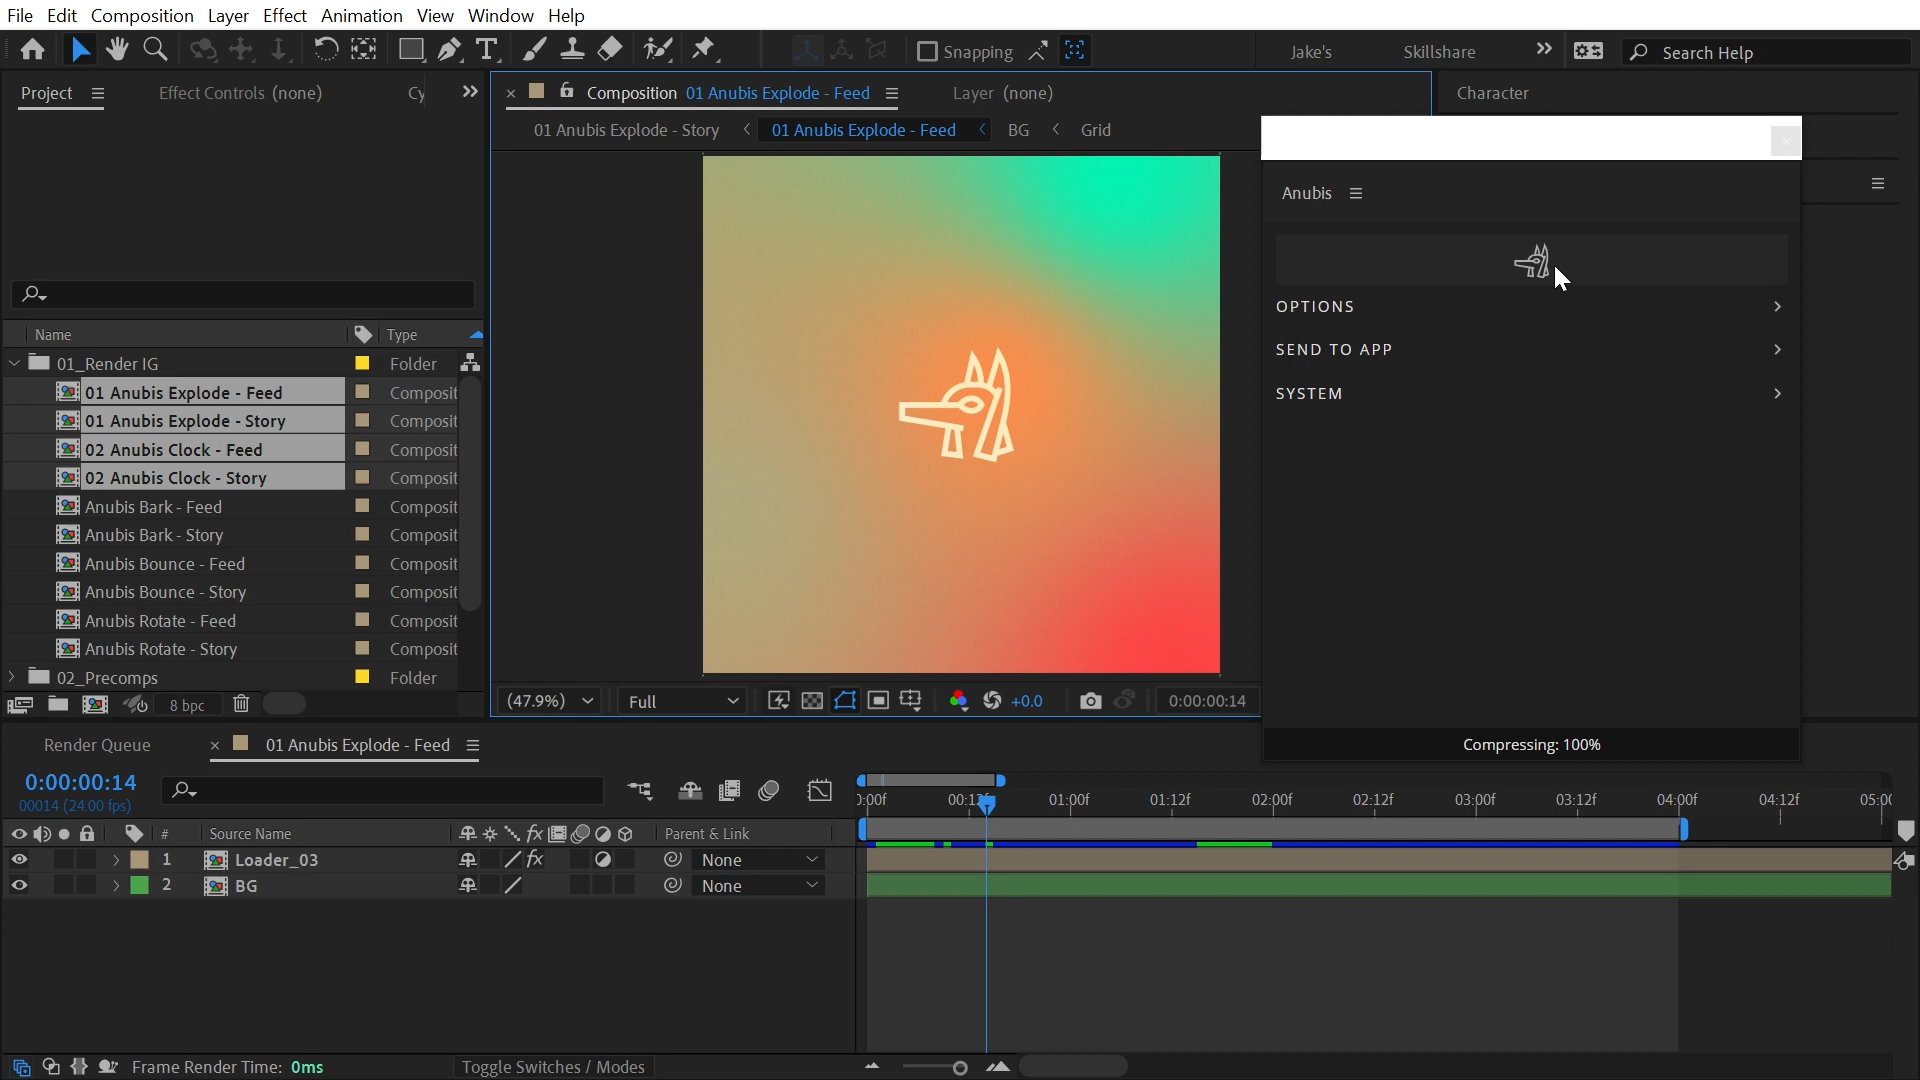 File Edit Composition Layer Effect Animation View Window Help
Snapping Jake's Skillshare Search Help
Project Effect Controls (none)
Composition 01 Anubis Explode - Feed Layer (none)
Character
01 Anubis Explode - Story 01 Anubis Explode - Feed BG Grid
Anubis
OPTIONS
SEND TO APP
SYSTEM
Compressing: 100%
Name Type
01_Render IG Folder
01 Anubis Explode - Feed Composit
01 Anubis Explode - Story Composit
02 Anubis Clock - Feed Composit
02 Anubis Clock - Story Composit
Anubis Bark - Feed Composit
Anubis Bark - Story Composit
Anubis Bounce - Feed Composit
Anubis Bounce - Story Composit
Anubis Rotate - Feed Composit
Anubis Rotate - Story Composit
02_Precomps Folder
8 bpc
(47.9%) Full +0.0 0:00:00:14
Render Queue 01 Anubis Explode - Feed
0:00:00:14
00014 (24.00 fps)
01:00f 01:12f 02:00f 02:12f 03:00f 03:12f 04:00f 04:12f
# Source Name Parent & Link
1 Loader_03 None
2 BG None
Frame Render Time: 0ms Toggle Switches / Modes